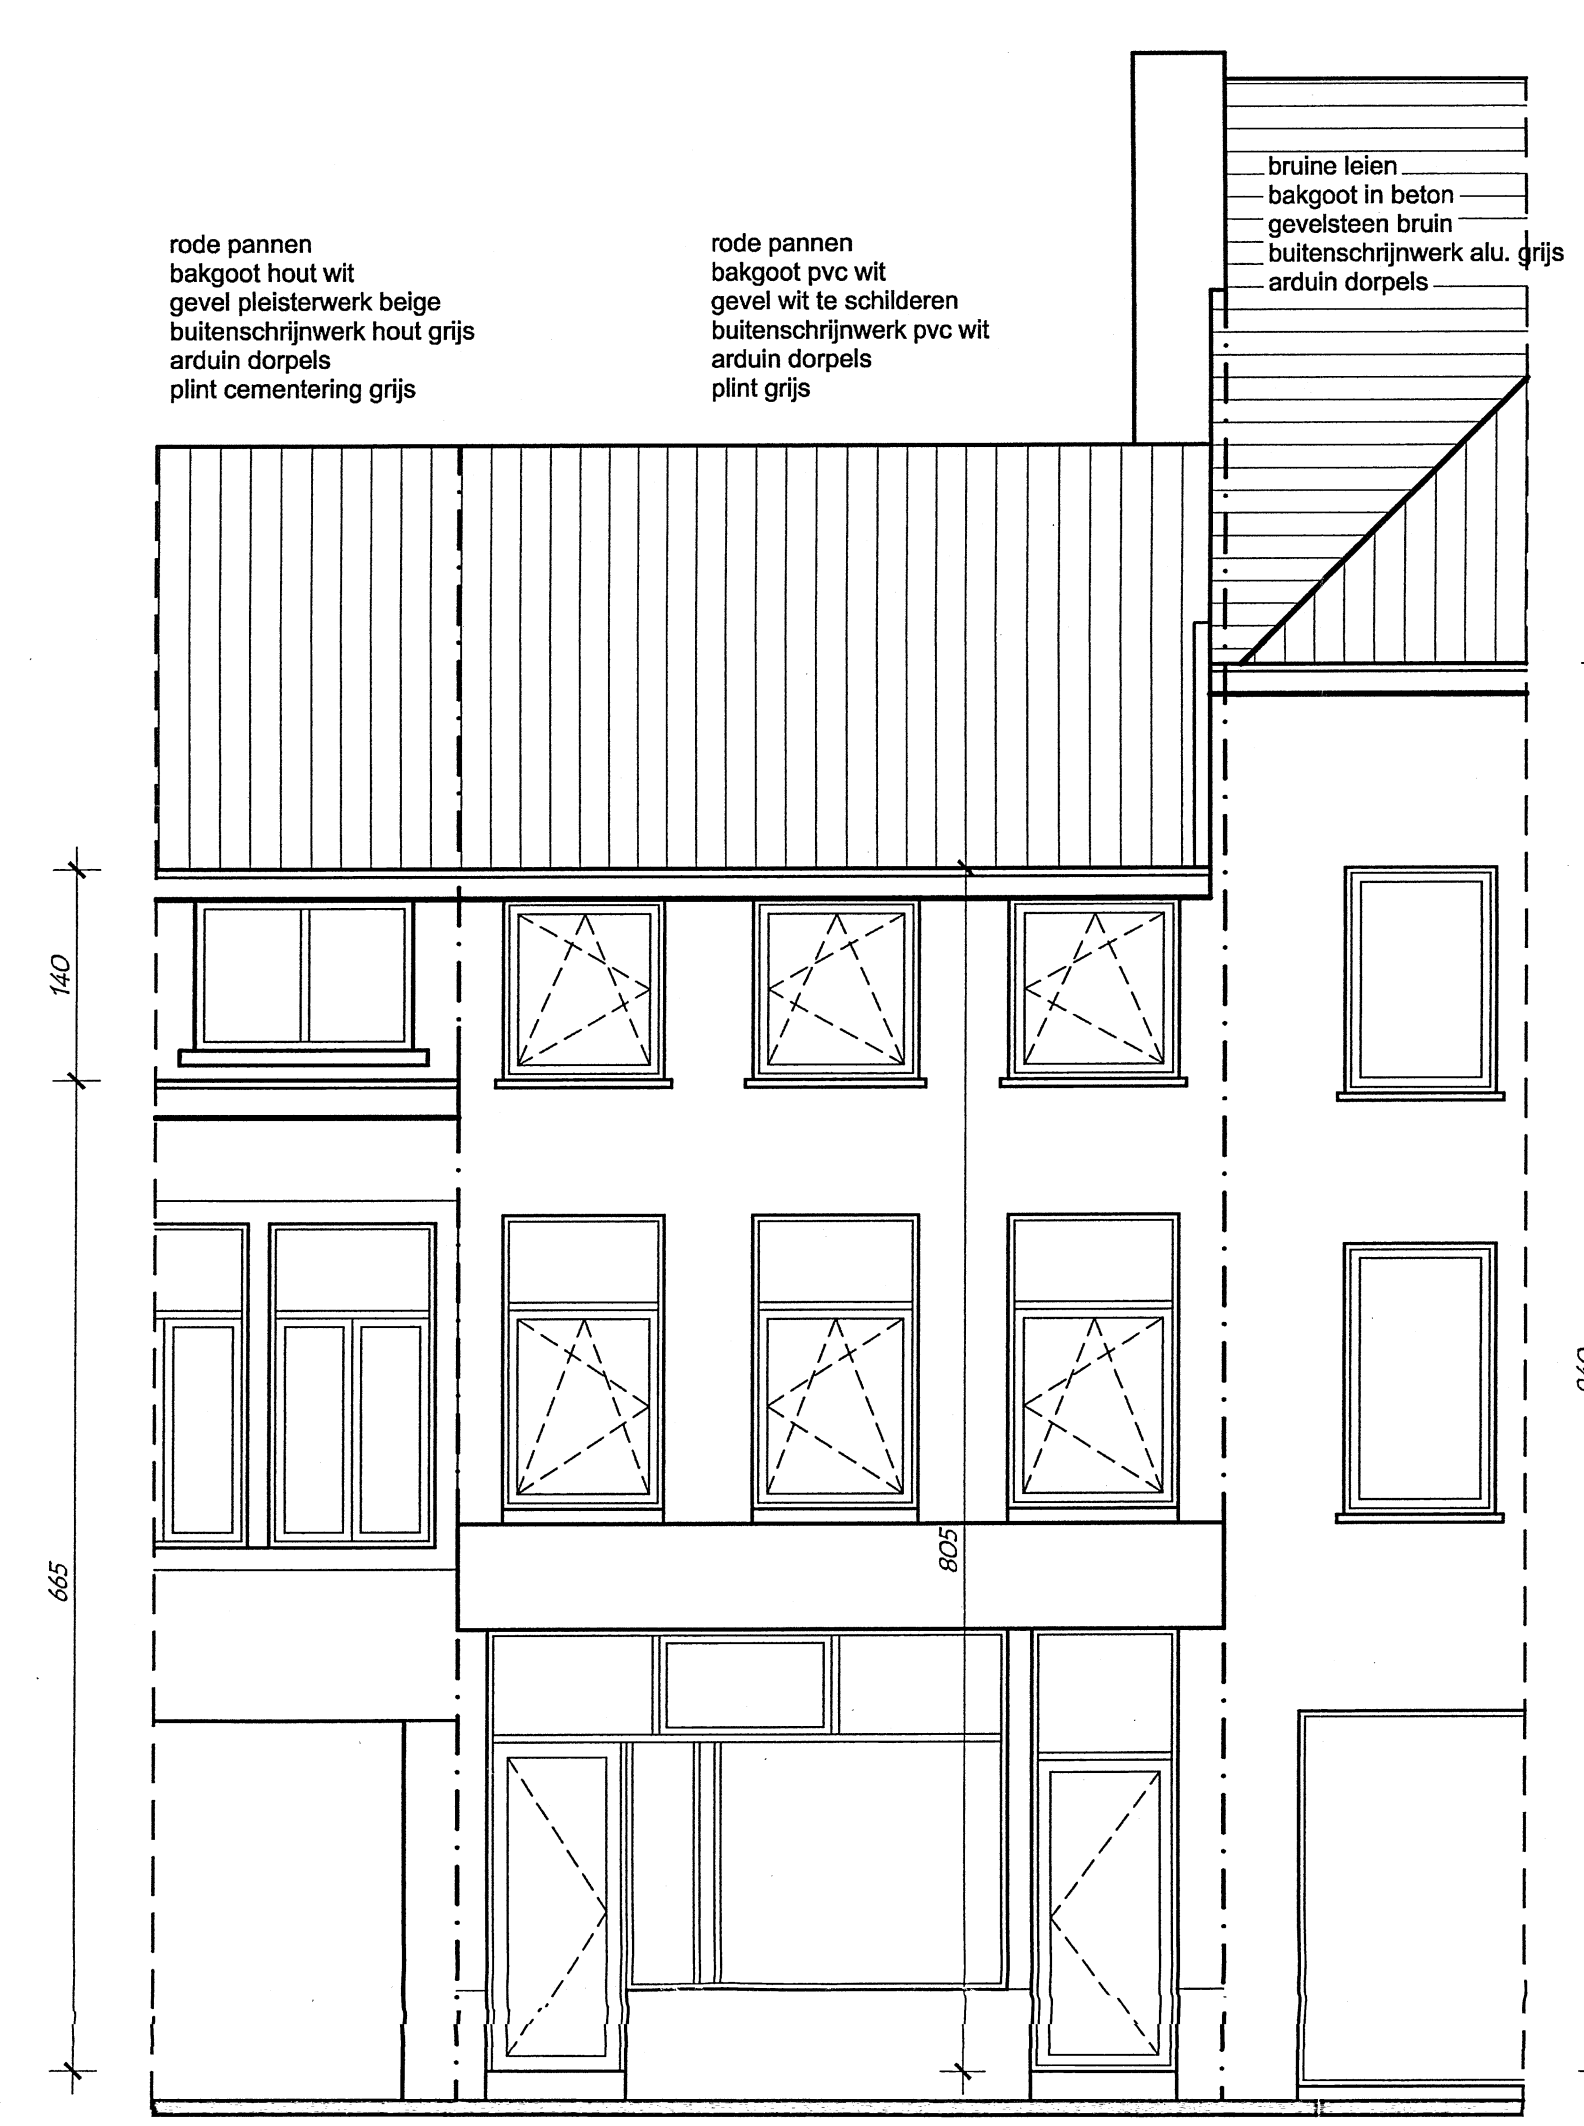 bruine leien
bakgoot in beton
gevelsteen bruin
buitenschrijnwerk alu. grijs
arduin dorpels
rode pannen
bakgoot hout wit
gevel pleisterwerk beige
buitenschrijnwerk hout grijs
arduin dorpels
plint cementering grijs
rode pannen
bakgoot pvc wit
gevel wit te schilderen
buitenschrijnwerk pvc wit
arduin dorpels
plint grijs
140
665
805